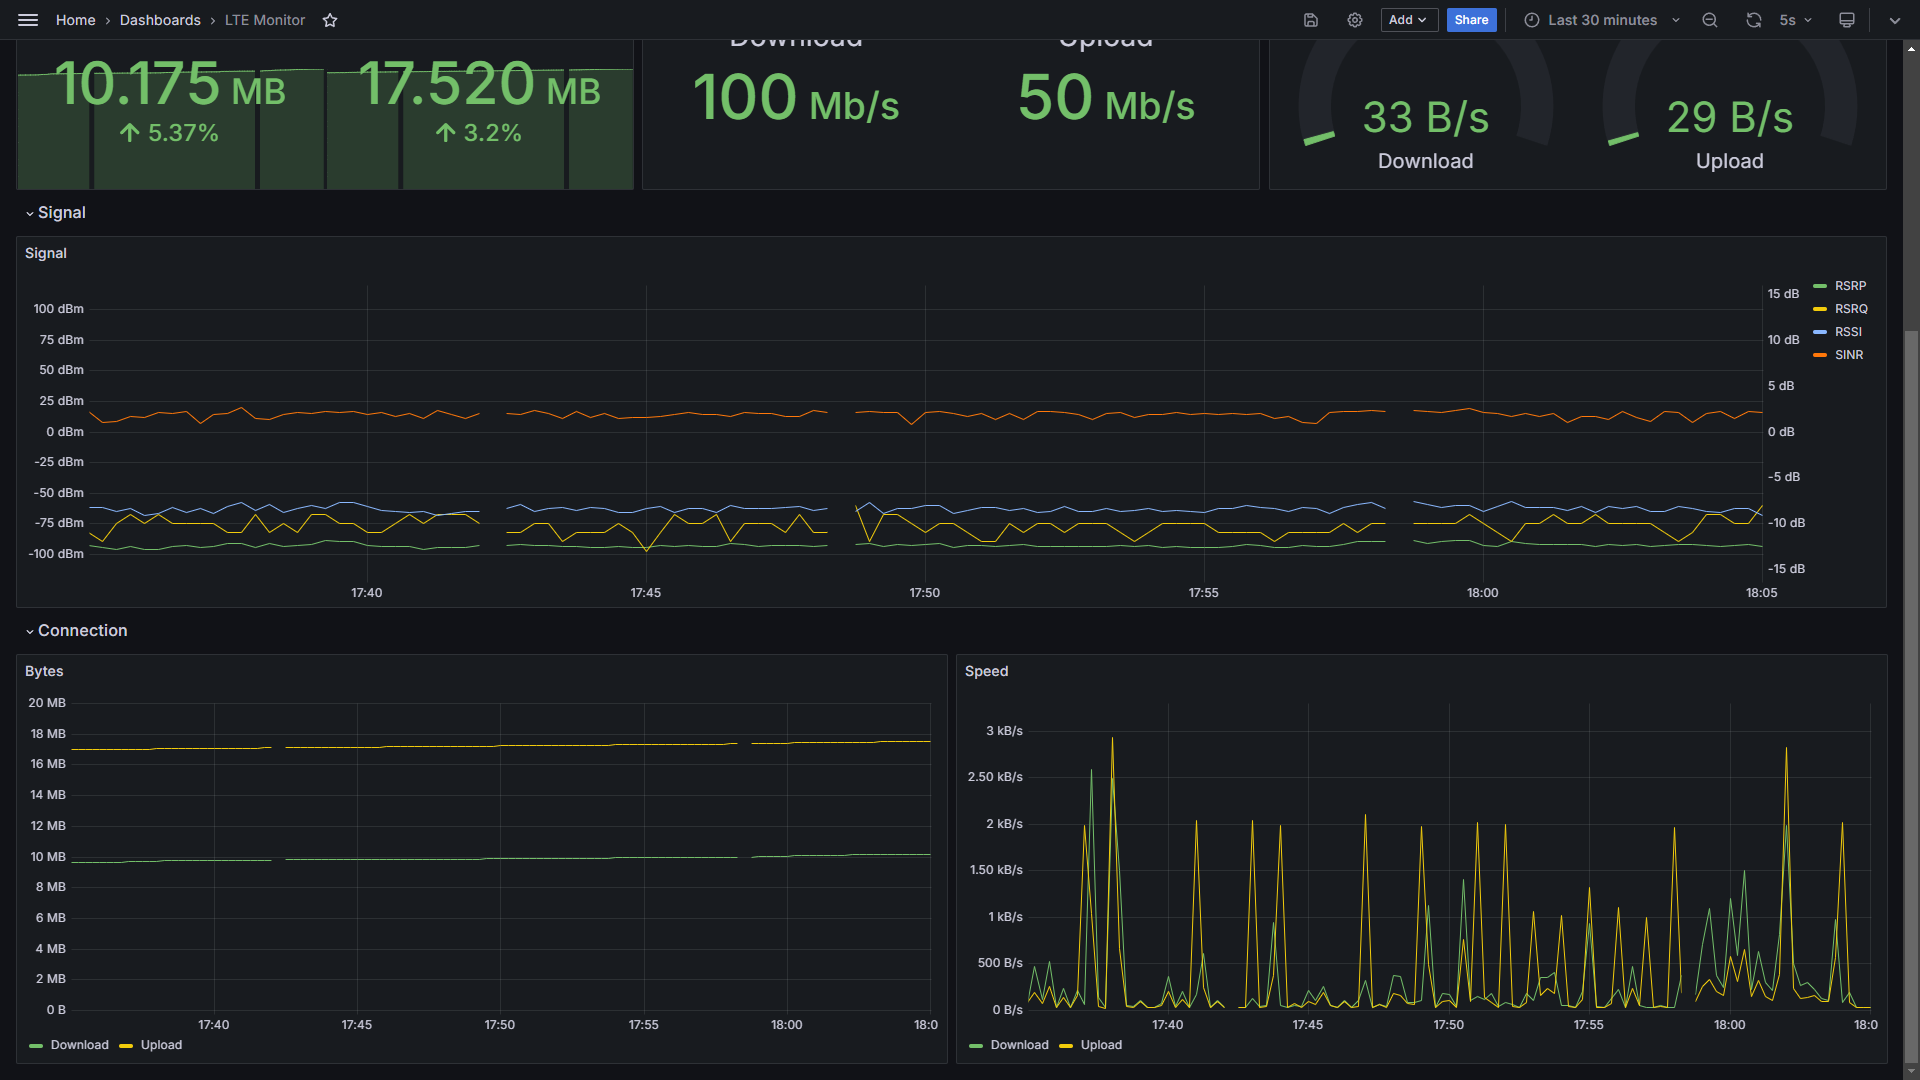 Home › Dashboards › LTE Monitor
Add
Share
Last 30 minutes
5s
Download
Upload
10.175 MB
17.520 MB
5.37%
3.2%
100 Mb/s
50 Mb/s
33 B/s
29 B/s
Download
Upload
Signal
Signal
100 dBm
75 dBm
50 dBm
25 dBm
0 dBm
-25 dBm
-50 dBm
-75 dBm
-100 dBm
15 dB
10 dB
5 dB
0 dB
-5 dB
-10 dB
-15 dB
RSRP
RSRQ
RSSI
SINR
17:40
17:45
17:50
17:55
18:00
18:05
Connection
Bytes
20 MB
18 MB
16 MB
14 MB
12 MB
10 MB
8 MB
6 MB
4 MB
2 MB
0 B
17:40
17:45
17:50
17:55
18:00
18:0
Download
Upload
Speed
3 kB/s
2.50 kB/s
2 kB/s
1.50 kB/s
1 kB/s
500 B/s
0 B/s
17:40
17:45
17:50
17:55
18:00
18:0
Download
Upload